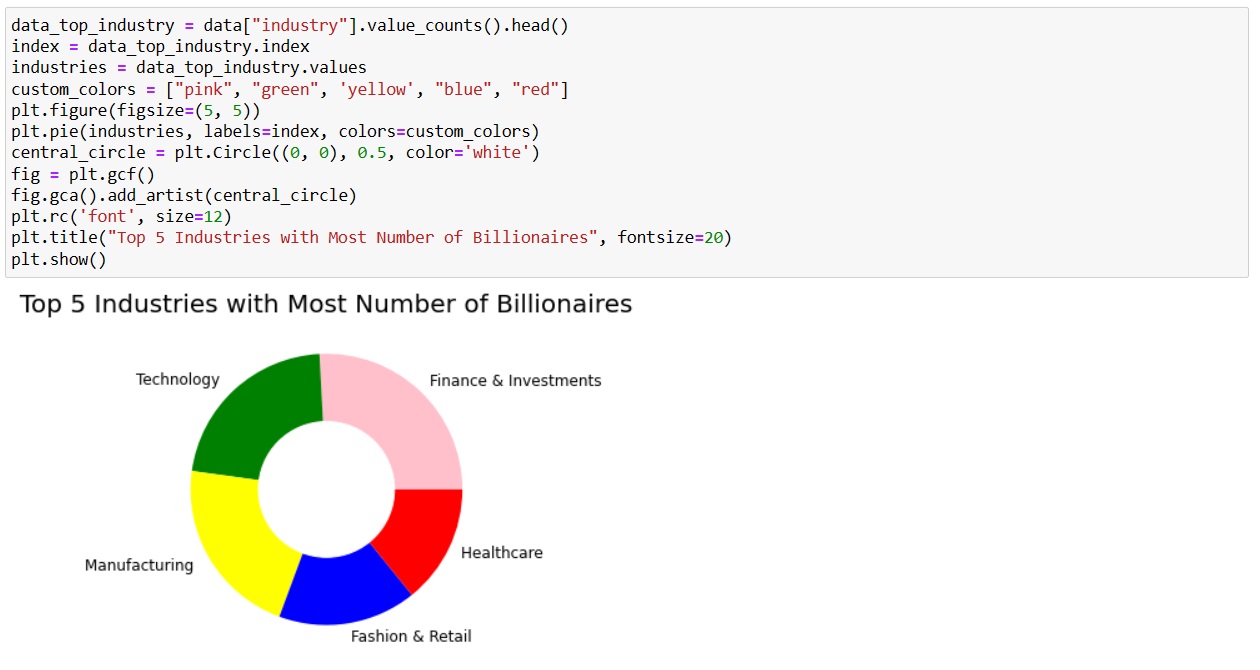 data_top_industry = data["industry"].value_counts().head()
index = data_top_industry.index
industries = data_top_industry.values
custom_colors = ["pink", "green", 'yellow', "blue", "red"]
plt.figure(figsize=(5, 5))
plt.pie(industries, labels=index, colors=custom_colors)
central_circle = plt.Circle((0, 0), 0.5, color='white')
fig = plt.gcf()
fig.gca().add_artist(central_circle)
plt.rc('font', size=12)
plt.title("Top 5 Industries with Most Number of Billionaires", fontsize=20)
plt.show()
Top 5 Industries with Most Number of Billionaires
Technology
Finance & Investments
Healthcare
Manufacturing
Fashion & Retail